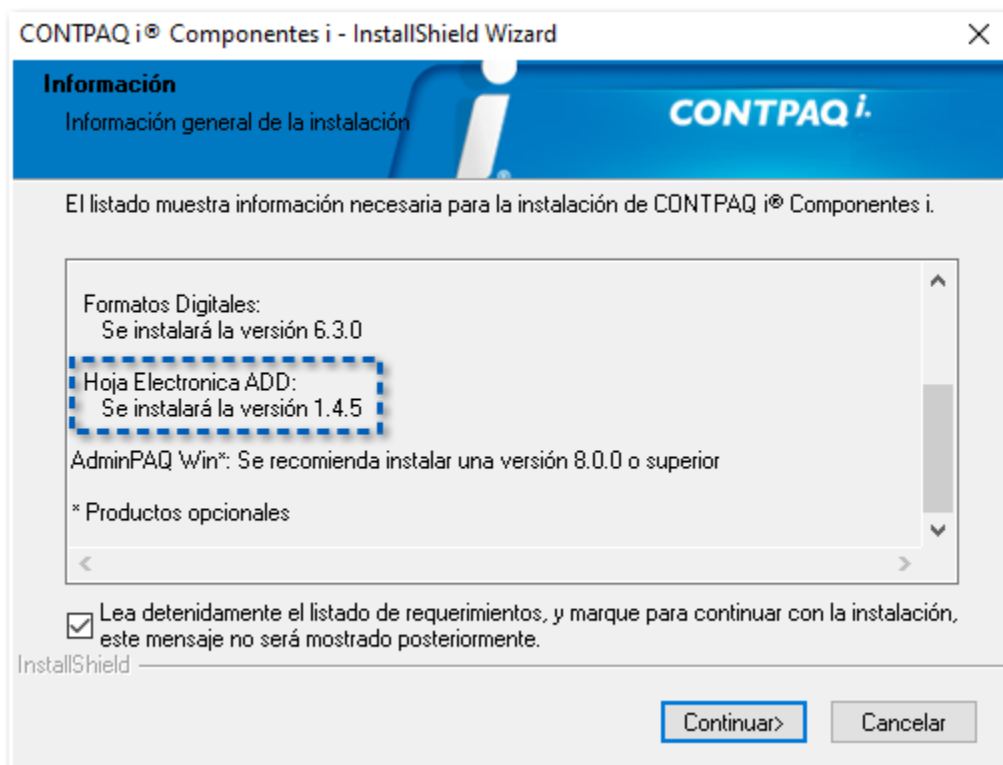 CONTPAQ i® Componentes i - InstallShield Wizard
Información
Información general de la instalación
CONTPAQ i.
El listado muestra información necesaria para la instalación de CONTPAQ i® Componentes i.
Formatos Digitales:
Se instalará la versión 6.3.0
Hoja Electronica ADD:
Se instalará la versión 1.4.5
AdminPAQ Win*: Se recomienda instalar una versión 8.0.0 o superior
* Productos opcionales
Lea detenidamente el listado de requerimientos, y marque para continuar con la instalación,
este mensaje no será mostrado posteriormente.
InstallShield
Continuar>
Cancelar